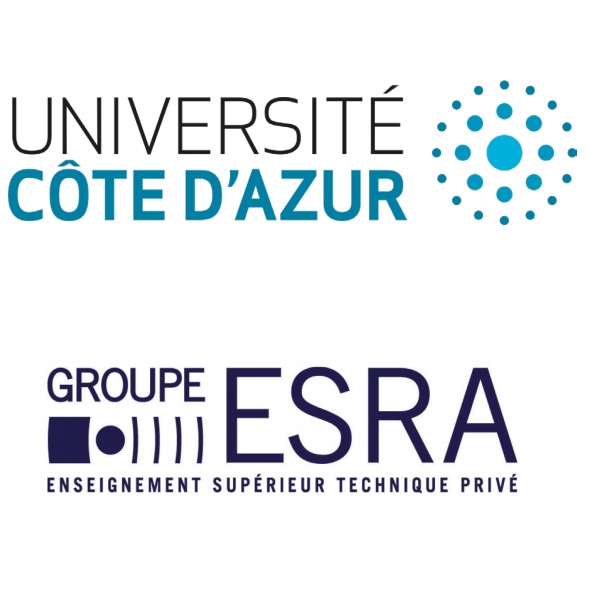 UNIVERSITÉ
CÔTE D'AZUR
GROUPE
ESRA
ENSEIGNEMENT SUPÉRIEUR TECHNIQUE PRIVÉ